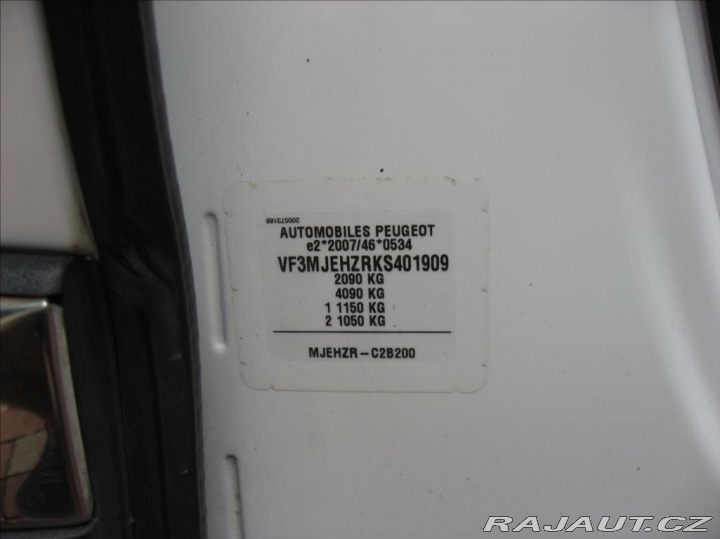 200573188
AUTOMOBILES PEUGEOT
e2*2007/46*0534
VF3MJEHZRKS401909
2090 KG
4090 KG
1 1150 KG
2 1050 KG
MJEHZR-C2B200
RAJAUT.CZ